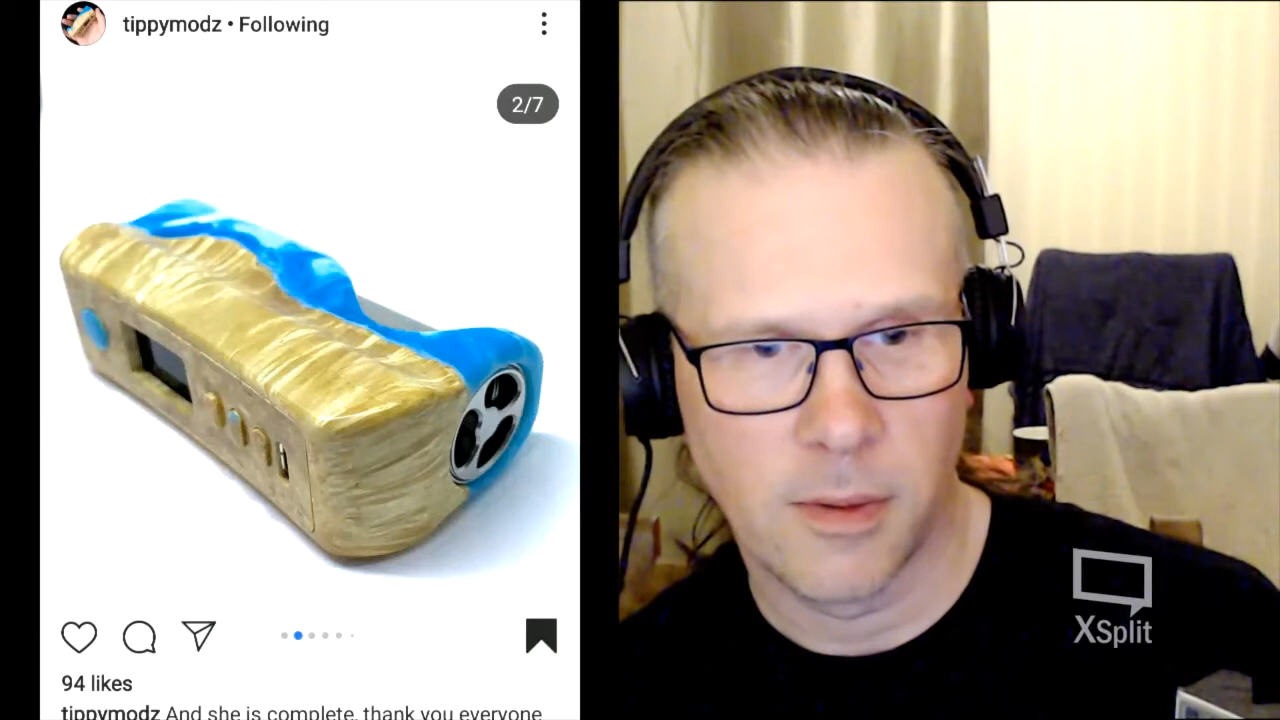 tippymodz • Following
2/7
94 likes
tippymodz And she is complete, thank you everyone
XSplit